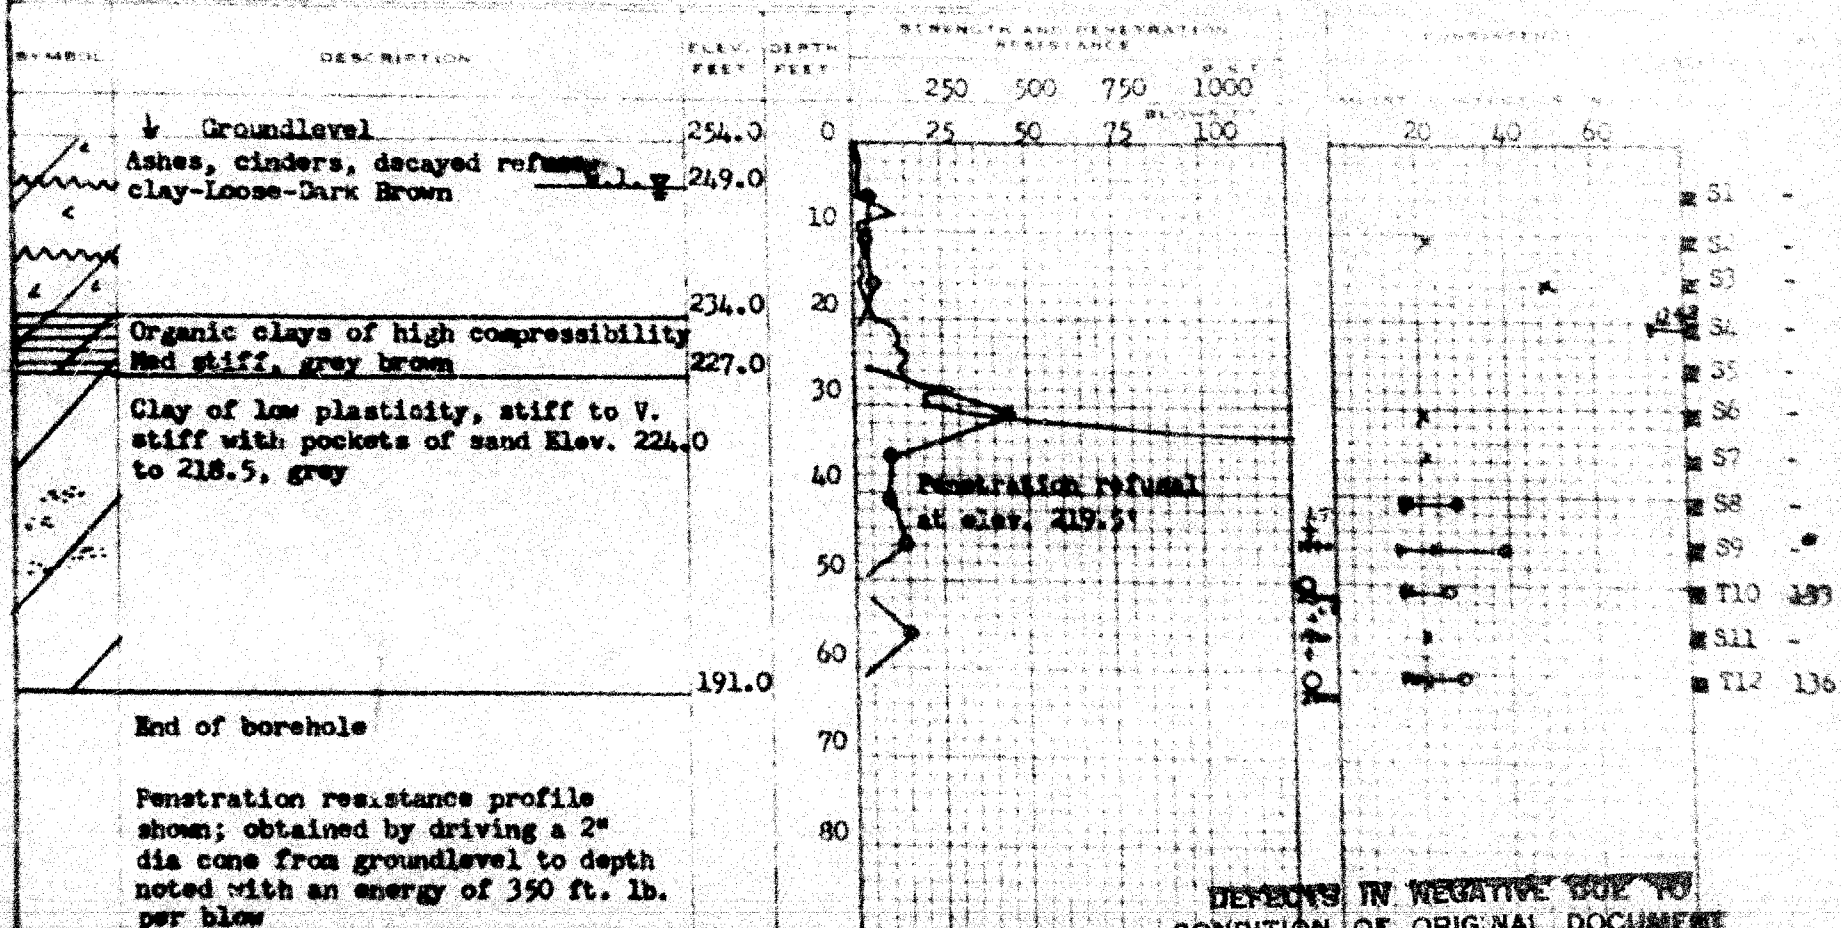 SYMBOL DESCRIPTION ELEV. FEET DEPTH FEET STRENGTH AND PENETRATION RESISTANCE
250 500 750 1000
BLOWS
Groundlevel 254.0 0 25 50 75 100 20 40 60
Ashes, cinders, decayed refuse
clay-Loose-Dark Brown W.l. 249.0
S1 -
10
S2 -
S3 -
234.0 20
S4 -
Organic clays of high compressibility
Med stiff, grey brown 227.0
S5 -
30
Clay of low plasticity, stiff to V.
S6 -
stiff with pockets of sand Elev. 224.0
to 218.5, grey
S7 -
40
Penetration refusal
at elev. 219.5'
S8 -
S9 -
50
T10
S11 -
60
191.0
T12 136
End of borehole
70
Penetration resistance profile
shown; obtained by driving a 2"
80
dia cone from groundlevel to depth
noted with an energy of 350 ft. lb.
per blow
DEFECTS IN NEGATIVE DUE TO
CONDITION OF ORIGINAL DOCUMENT